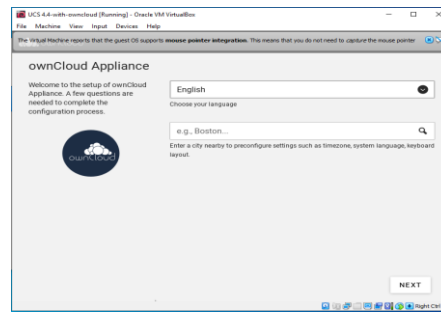 UCS 4.4-with-owncloud [Running] - Oracle VM VirtualBox
File Machine View Input Devices Help
The Virtual Machine reports that the guest OS supports mouse pointer integration. This means that you do not need to capture the mouse pointer
ownCloud Appliance
Welcome to the setup of ownCloud
Appliance. A few questions are
needed to complete the
configuration process.
ownCloud
English
Choose your language
e.g., Boston...
Enter a city nearby to preconfigure settings such as timezone, system language, keyboard
layout.
NEXT
Right Ctrl